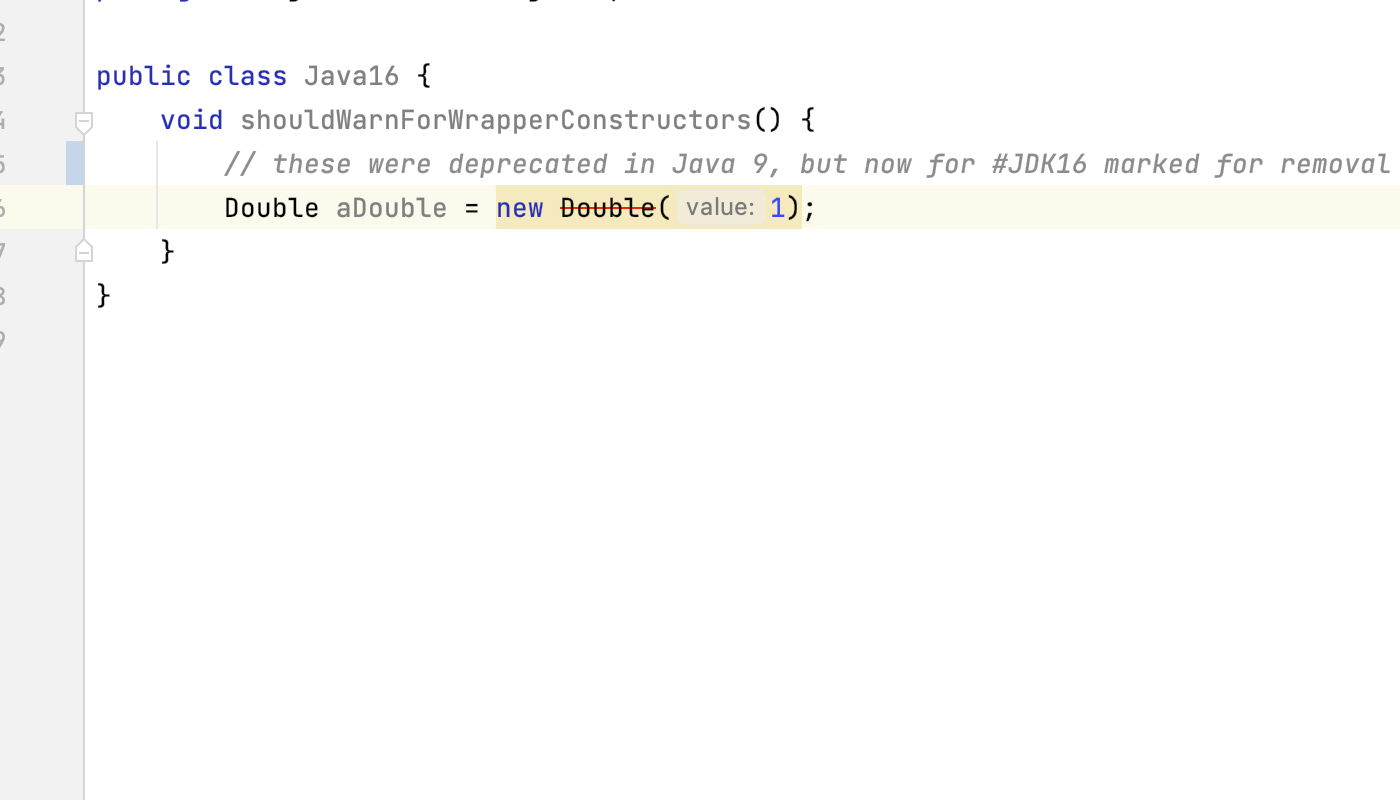 2
3 public class Java16 {
4 void shouldWarnForWrapperConstructors() {
5 // these were deprecated in Java 9, but now for #JDK16 marked for removal
6 Double aDouble = new Double( value: 1);
7 }
8 }
9